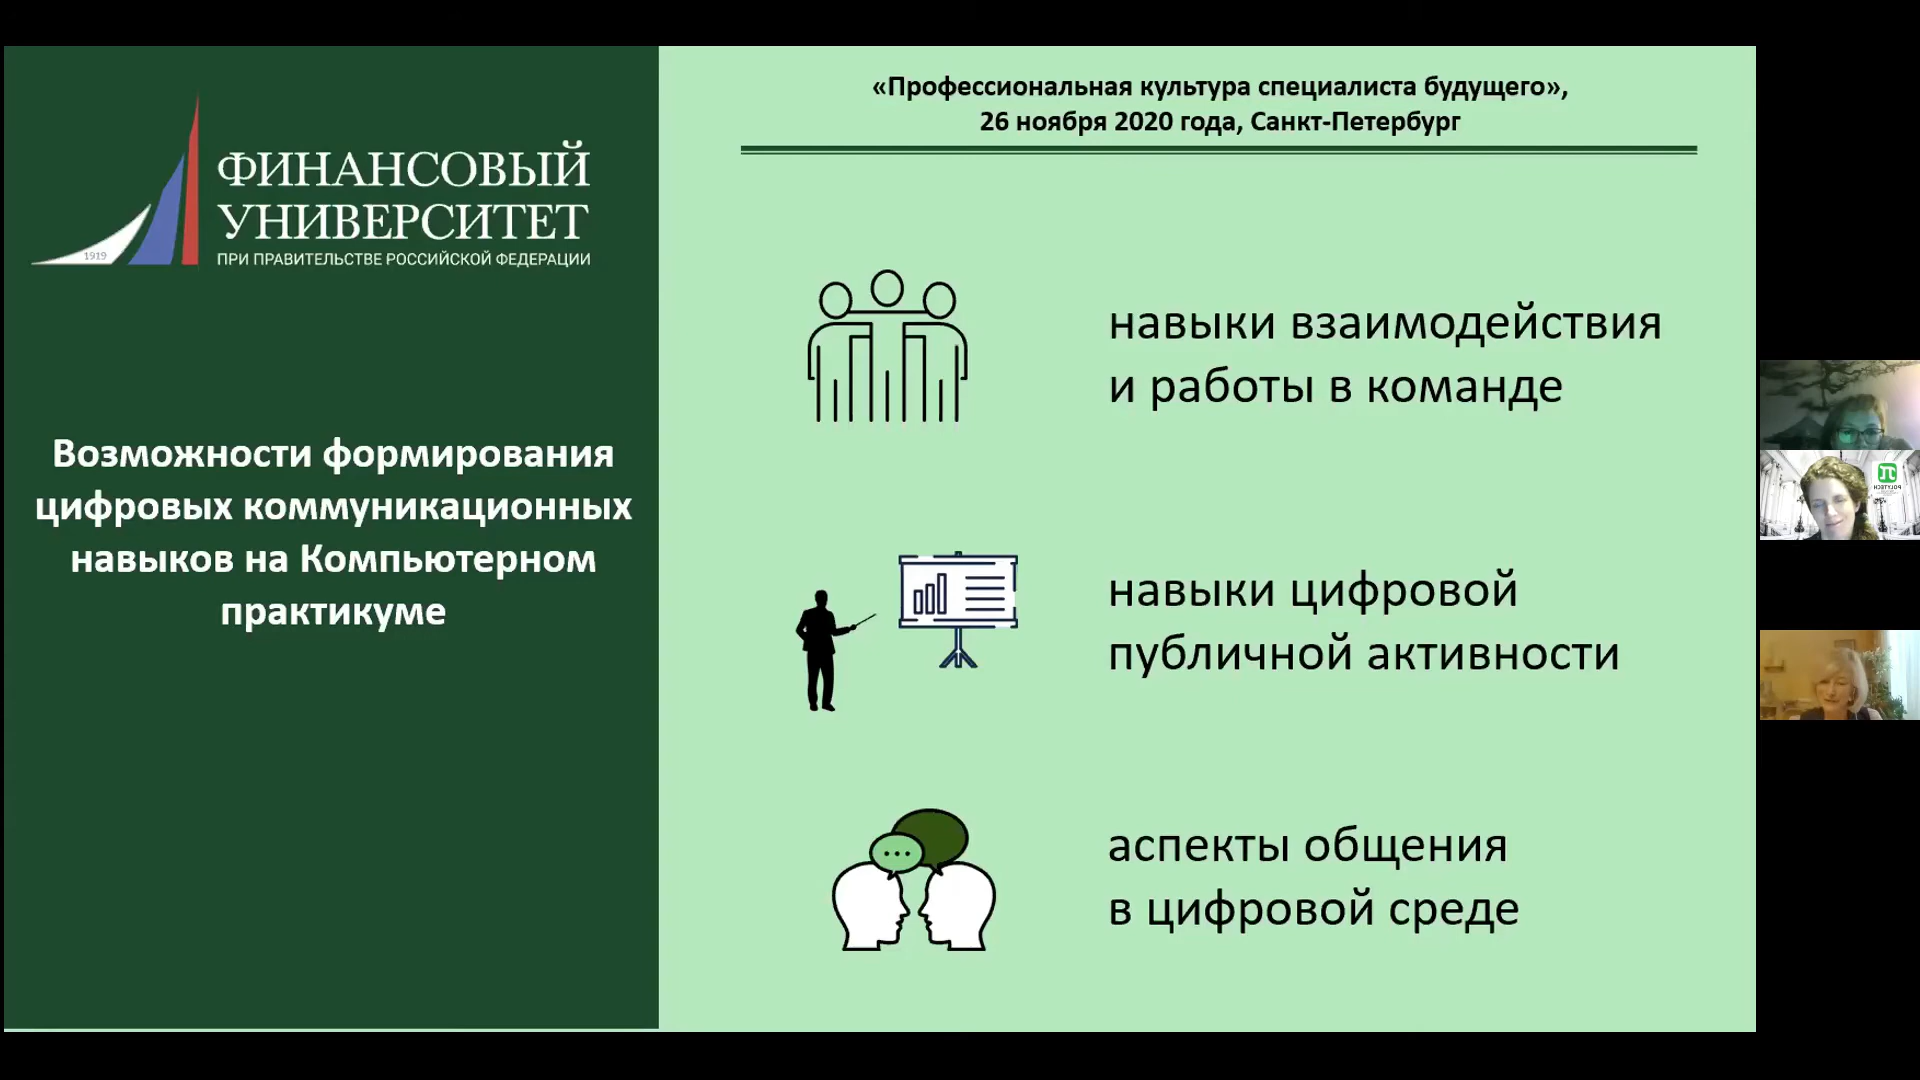 ФИНАНСОВЫЙ
УНИВЕРСИТЕТ
ПРИ ПРАВИТЕЛЬСТВЕ РОССИЙСКОЙ ФЕДЕРАЦИИ
1919
Возможности формирования
цифровых коммуникационных
навыков на Компьютерном
практикуме
«Профессиональная культура специалиста будущего»,
26 ноября 2020 года, Санкт-Петербург
навыки взаимодействия
и работы в команде
навыки цифровой
публичной активности
аспекты общения
в цифровой среде
POLYTECH